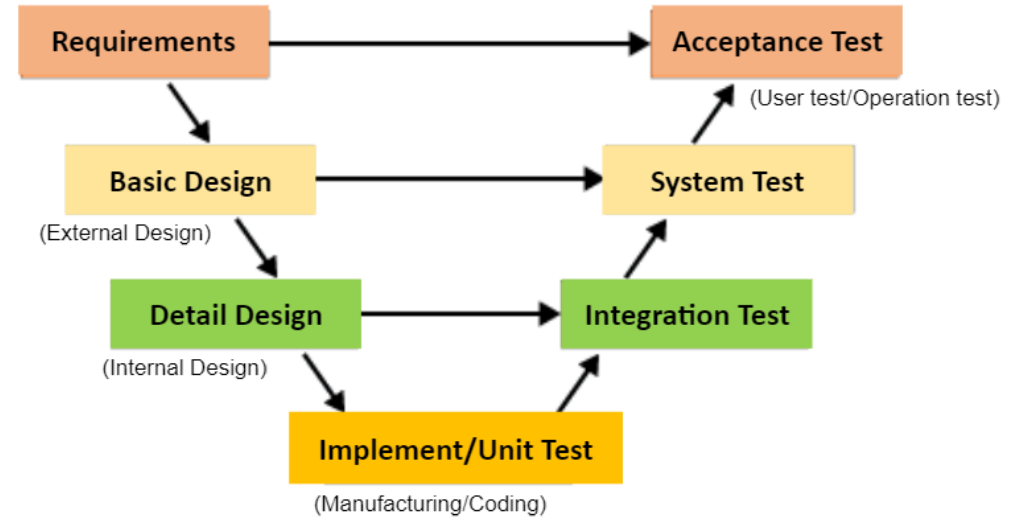 Requirements
Acceptance Test
(User test/Operation test)
Basic Design
System Test
(External Design)
Detail Design
Integration Test
(Internal Design)
Implement/Unit Test
(Manufacturing/Coding)